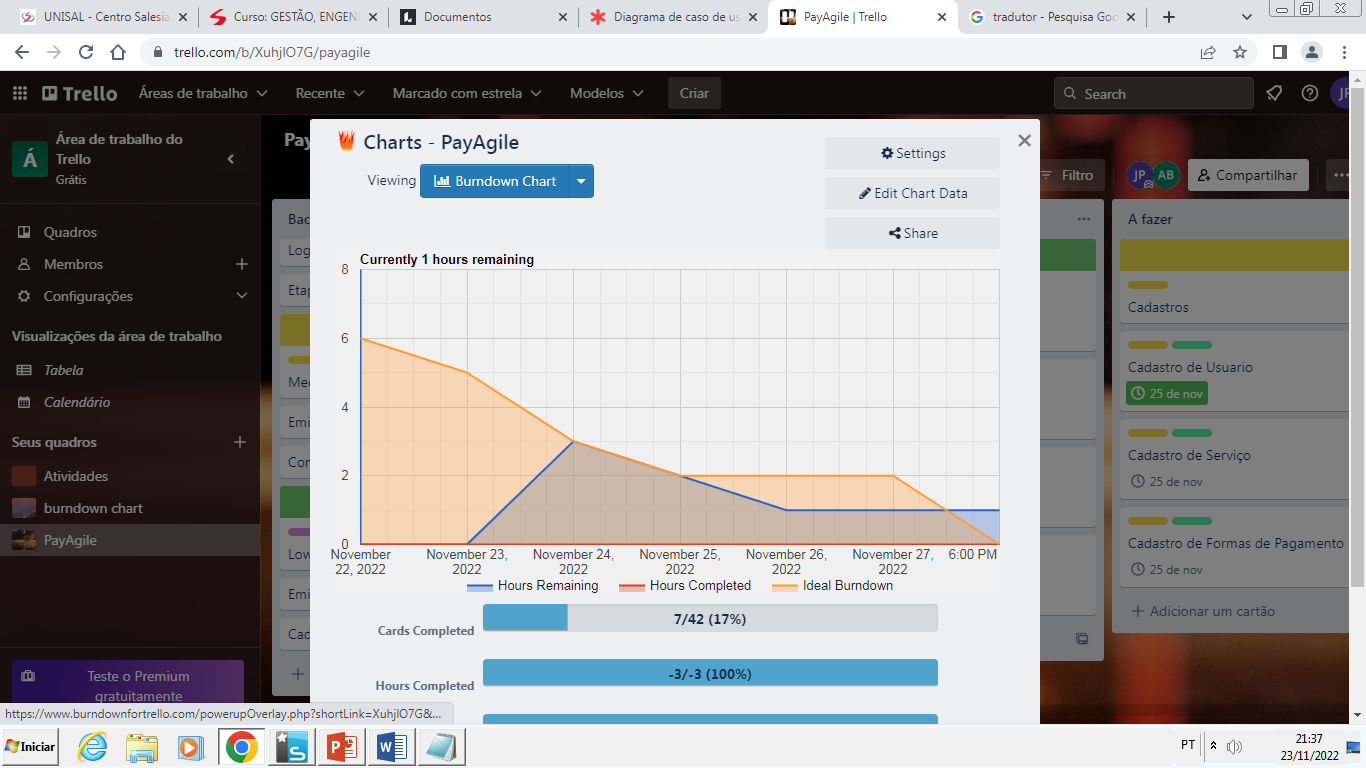 UNISAL - Centro Salesia
Curso: GESTÃO, ENGEN
Documentos
Diagrama de caso de us
PayAgile | Trello
tradutor - Pesquisa Goo
trello.com/b/XuhjIO7G/payagile
Trello
Áreas de trabalho
Recente
Marcado com estrela
Modelos
Criar
Search
JP
Á
Área de trabalho do
Trello
Grátis
Quadros
Membros
Configurações
Visualizações da área de trabalho
Tabela
Calendário
Seus quadros
Atividades
burndown chart
PayAgile
Teste o Premium
gratuitamente
Pay
Filtro
JP
AB
Compartilhar
Bac
Log
Etap
Med
Emi
Con
Low
Emi
Cad
Charts - PayAgile
Viewing
Burndown Chart
Settings
Edit Chart Data
Share
Currently 1 hours remaining
8
6
4
2
0
November
22, 2022
November 23,
2022
November 24,
2022
November 25,
2022
November 26,
2022
November 27,
2022
6:00 PM
Hours Remaining
Hours Completed
Ideal Burndown
Cards Completed
7/42 (17%)
Hours Completed
-3/-3 (100%)
A fazer
Cadastros
Cadastro de Usuario
25 de nov
Cadastro de Serviço
25 de nov
Cadastro de Formas de Pagamento
25 de nov
Adicionar um cartão
https://www.burndownfortrello.com/powerupOverlay.php?shortLink=XuhjIO7G&...
Iniciar
PT
21:37
23/11/2022